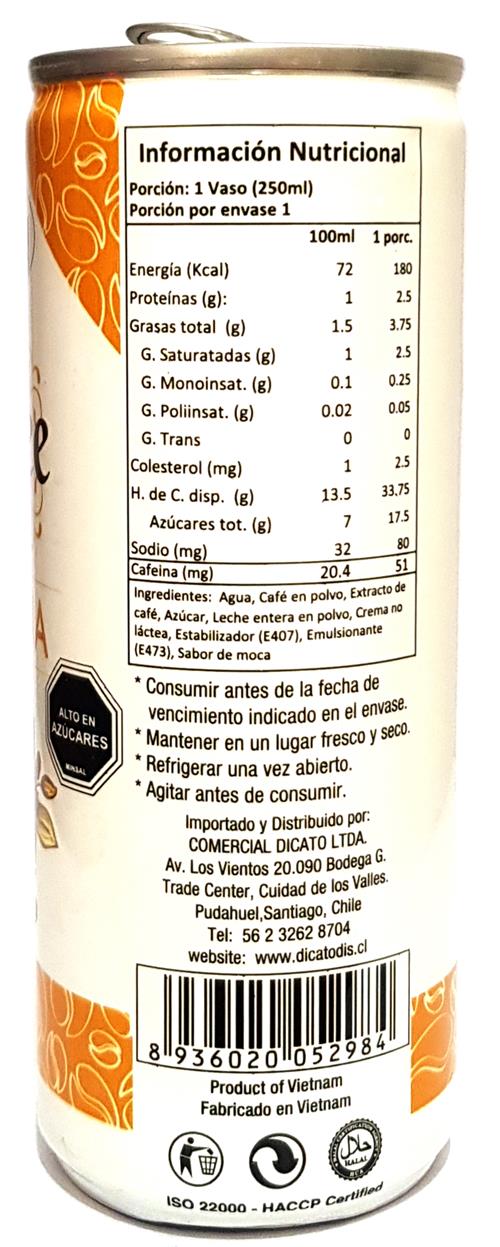 Información Nutricional
Porción: 1 Vaso (250ml)
Porción por envase 1
100ml 1 porc.
Energía (Kcal) 72 180
Proteínas (g): 1 2.5
Grasas total (g) 1.5 3.75
G. Saturatadas (g) 1 2.5
G. Monoinsat. (g) 0.1 0.25
G. Poliinsat. (g) 0.02 0.05
G. Trans 0 0
Colesterol (mg) 1 2.5
H. de C. disp. (g) 13.5 33.75
Azúcares tot. (g) 7 17.5
Sodio (mg) 32 80
Cafeina (mg) 20.4 51
Ingredientes: Agua, Café en polvo, Extracto de
café, Azúcar, Leche entera en polvo, Crema no
láctea, Estabilizador (E407), Emulsionante
(E473), Sabor de moca
ALTO EN
AZÚCARES
MINSAL
* Consumir antes de la fecha de
vencimiento indicado en el envase.
* Mantener en un lugar fresco y seco.
* Refrigerar una vez abierto.
* Agitar antes de consumir.
Importado y Distribuido por:
COMERCIAL DICATO LTDA.
Av. Los Vientos 20.090 Bodega G.
Trade Center, Cuidad de los Valles.
Pudahuel,Santiago, Chile
Tel: 56 2 3262 8704
website: www.dicatodis.cl
8 936020 052984
Product of Vietnam
Fabricado en Vietnam
HALAL
ISO 22000 - HACCP Certified